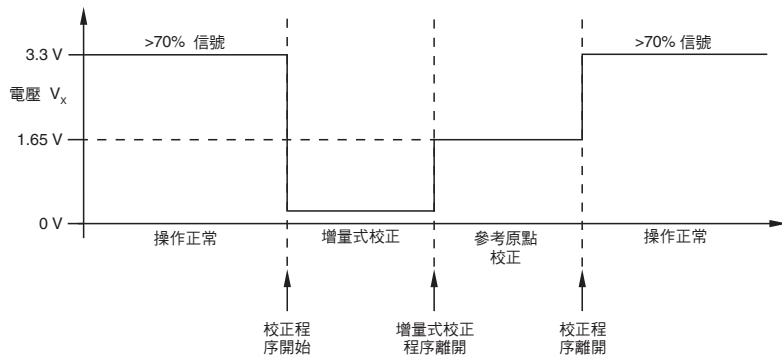 >70% 信號
>70% 信號
3.3 V
電壓 Vx
1.65 V
0 V
操作正常
增量式校正
參考原點
校正
操作正常
校正程
序開始
增量式校正
程序離開
校正程
序離開